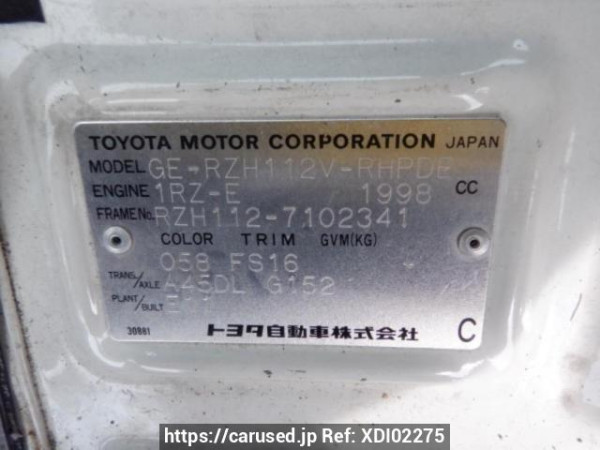 TOYOTA MOTOR CORPORATION JAPAN
MODEL GE-RZH112V-RHPDE
ENGINE 1RZ-E / 1998 CC
FRAME No. RZH112-7102341
COLOR TRIM GVM(KG)
058 FS16
TRANS./AXLE A45DL G152
PLANT/BUILT
30881
トヨタ自動車株式会社 C
https://carused.jp Ref: XDI02275